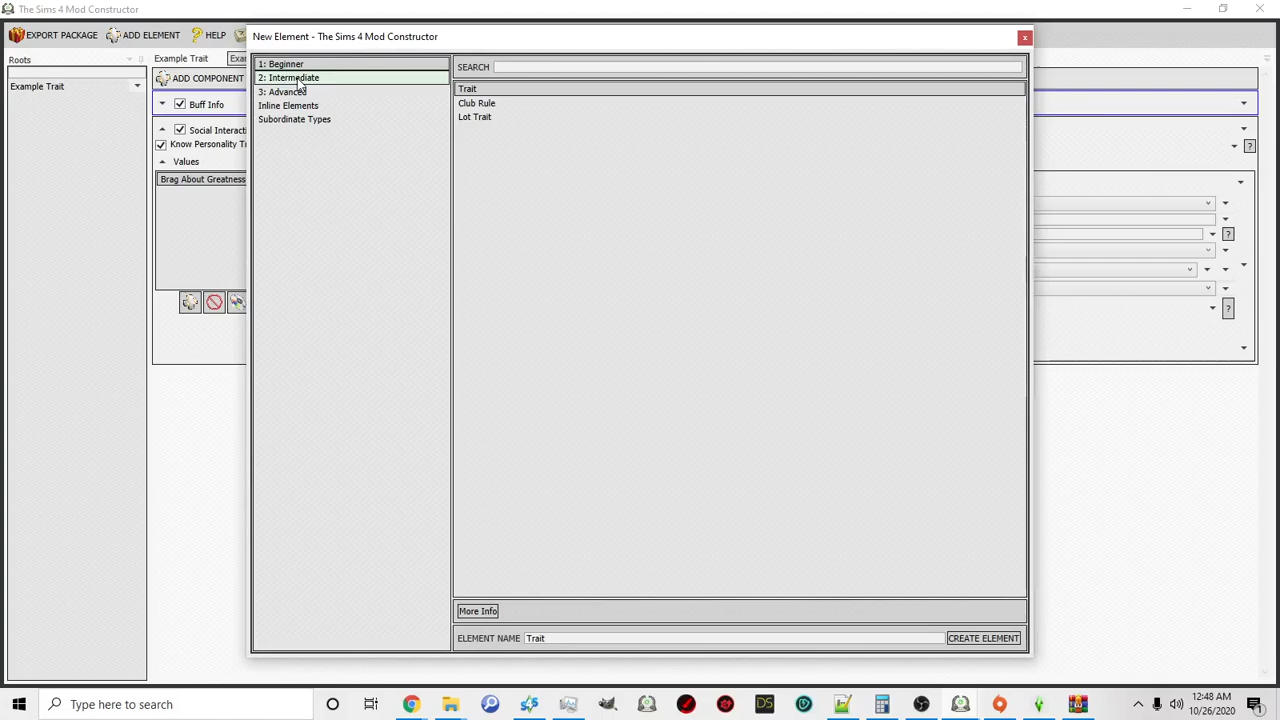 The Sims 4 Mod Constructor
EXPORT PACKAGE
ADD ELEMENT
HELP
Roots
Example Trait
Example Trait
Exa
ADD COMPONENT
Buff Info
Social Interacti
Know Personality Tr
Values
Brag About Greatness
New Element - The Sims 4 Mod Constructor
x
1: Beginner
2: Intermediate
3: Advanced
Inline Elements
Subordinate Types
SEARCH
Trait
Club Rule
Lot Trait
More Info
ELEMENT NAME Trait
CREATE ELEMENT
?
?
?
Type here to search
DS
12:48 AM
10/26/2020
1